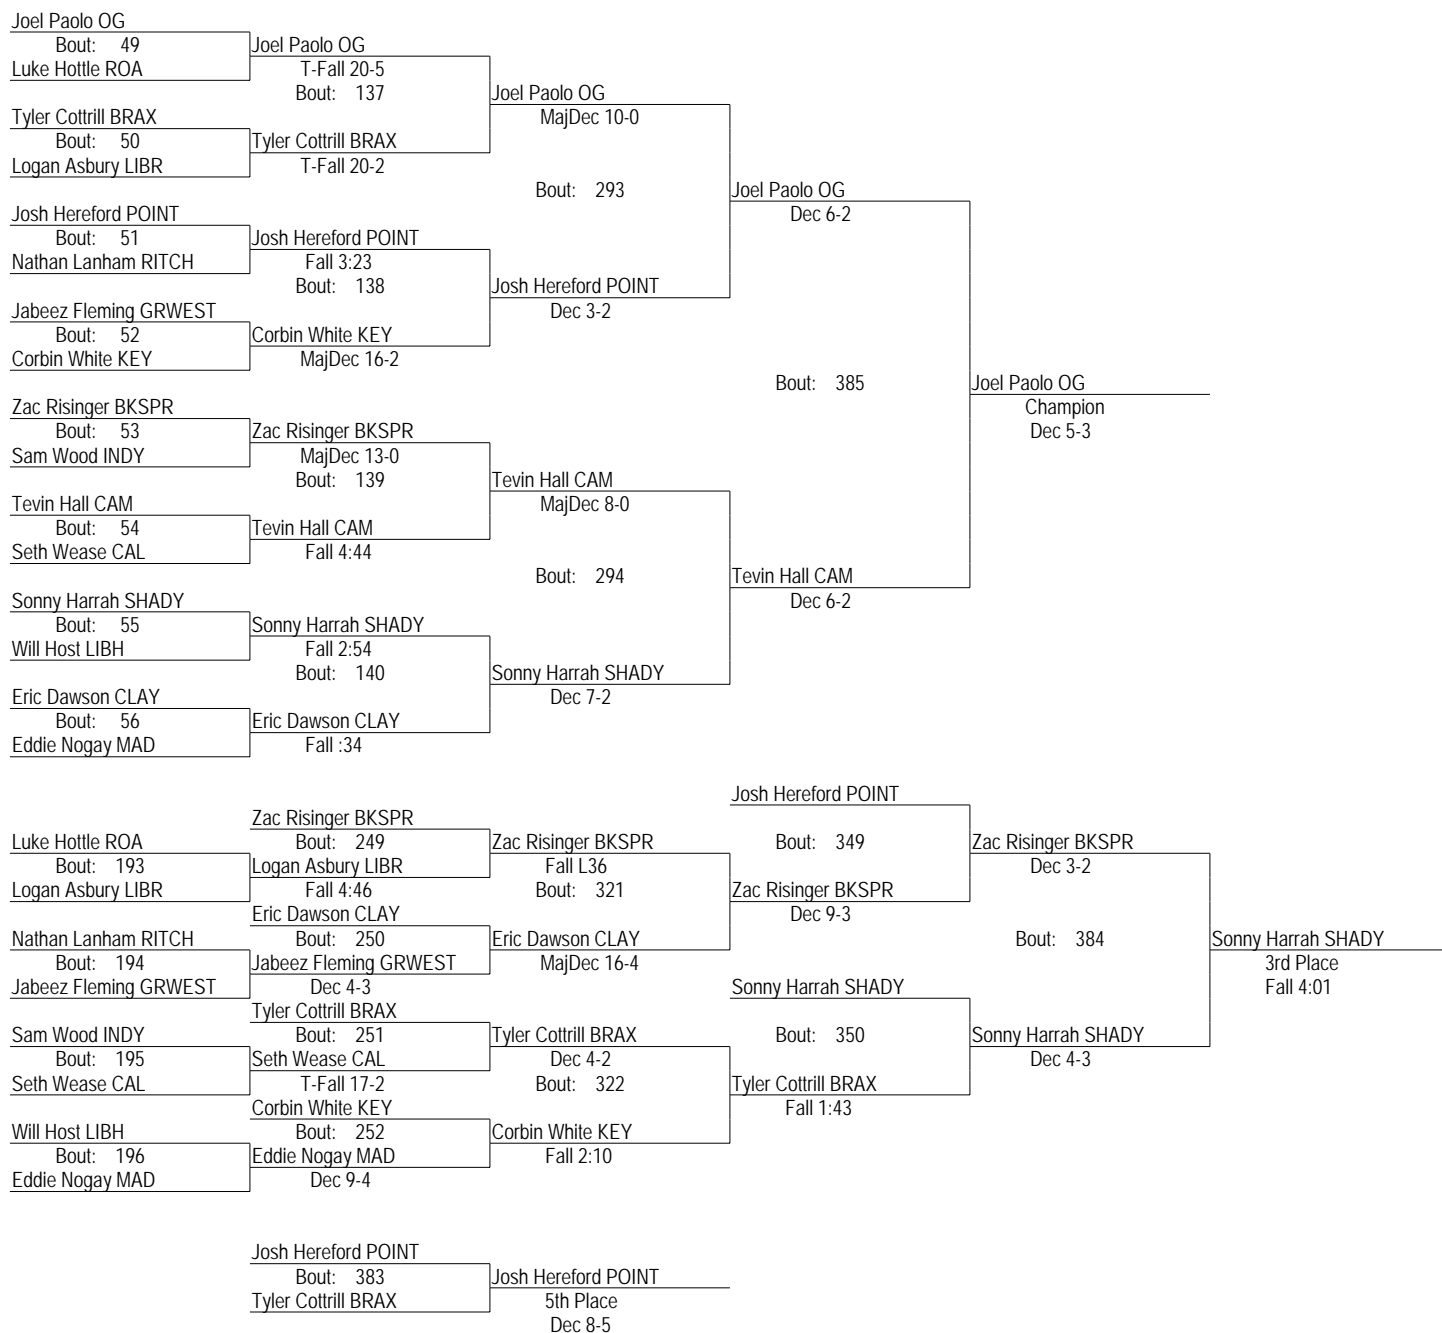 Joel Paolo OG
Bout: 49
Joel Paolo OG
Luke Hottle ROA
T-Fall 20-5
Bout: 137
Joel Paolo OG
Tyler Cottrill BRAX
MajDec 10-0
Bout: 50
Tyler Cottrill BRAX
Logan Asbury LIBR
T-Fall 20-2
Bout: 293
Joel Paolo OG
Josh Hereford POINT
Dec 6-2
Bout: 51
Josh Hereford POINT
Nathan Lanham RITCH
Fall 3:23
Bout: 138
Josh Hereford POINT
Jabeez Fleming GRWEST
Dec 3-2
Bout: 52
Corbin White KEY
Corbin White KEY
MajDec 16-2
Bout: 385
Joel Paolo OG
Zac Risinger BKSPR
Champion
Bout: 53
Zac Risinger BKSPR
Dec 5-3
Sam Wood INDY
MajDec 13-0
Bout: 139
Tevin Hall CAM
Tevin Hall CAM
MajDec 8-0
Bout: 54
Tevin Hall CAM
Seth Wease CAL
Fall 4:44
Bout: 294
Tevin Hall CAM
Sonny Harrah SHADY
Dec 6-2
Bout: 55
Sonny Harrah SHADY
Will Host LIBH
Fall 2:54
Bout: 140
Sonny Harrah SHADY
Eric Dawson CLAY
Dec 7-2
Bout: 56
Eric Dawson CLAY
Eddie Nogay MAD
Fall :34
Josh Hereford POINT
Zac Risinger BKSPR
Luke Hottle ROA
Bout: 249
Zac Risinger BKSPR
Bout: 349
Zac Risinger BKSPR
Bout: 193
Logan Asbury LIBR
Fall L36
Dec 3-2
Logan Asbury LIBR
Fall 4:46
Bout: 321
Zac Risinger BKSPR
Eric Dawson CLAY
Dec 9-3
Nathan Lanham RITCH
Bout: 250
Eric Dawson CLAY
Bout: 384
Sonny Harrah SHADY
Bout: 194
Jabeez Fleming GRWEST
MajDec 16-4
3rd Place
Jabeez Fleming GRWEST
Dec 4-3
Sonny Harrah SHADY
Fall 4:01
Tyler Cottrill BRAX
Sam Wood INDY
Bout: 251
Tyler Cottrill BRAX
Bout: 350
Sonny Harrah SHADY
Bout: 195
Seth Wease CAL
Dec 4-2
Dec 4-3
Seth Wease CAL
T-Fall 17-2
Bout: 322
Tyler Cottrill BRAX
Corbin White KEY
Fall 1:43
Will Host LIBH
Bout: 252
Corbin White KEY
Bout: 196
Eddie Nogay MAD
Fall 2:10
Eddie Nogay MAD
Dec 9-4
Josh Hereford POINT
Bout: 383
Josh Hereford POINT
Tyler Cottrill BRAX
5th Place
Dec 8-5